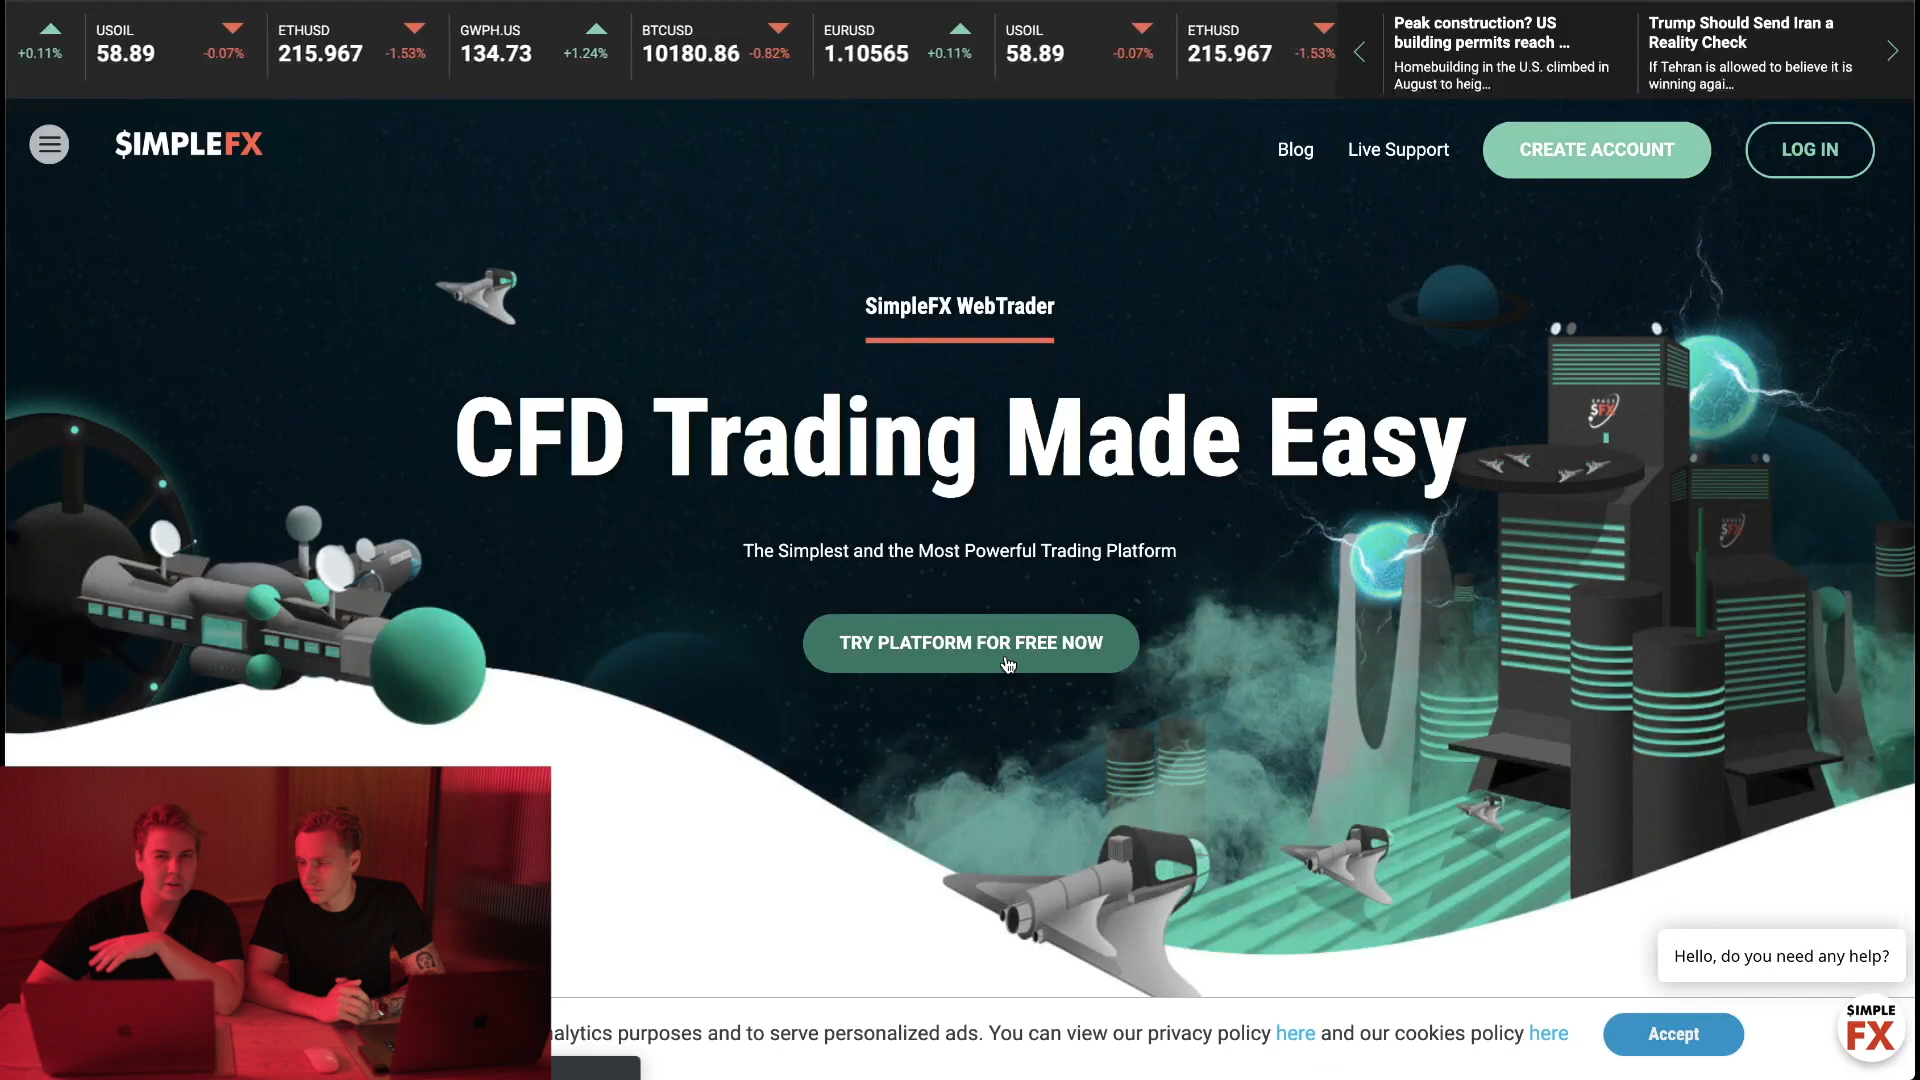 +0.11%
USOIL
58.89
-0.07%
ETHUSD
215.967
-1.53%
GWPH.US
134.73
+1.24%
BTCUSD
10180.86
-0.82%
EURUSD
1.10565
+0.11%
USOIL
58.89
-0.07%
ETHUSD
215.967
-1.53%
Peak construction? US
building permits reach ...
Homebuilding in the U.S. climbed in
August to heig...
Trump Should Send Iran a
Reality Check
If Tehran is allowed to believe it is
winning agai...
$IMPLEFX
Blog
Live Support
CREATE ACCOUNT
LOG IN
SimpleFX WebTrader
CFD Trading Made Easy
The Simplest and the Most Powerful Trading Platform
TRY PLATFORM FOR FREE NOW
SPACE
$FX
Hello, do you need any help?
purposes and to serve personalized ads. You can view our privacy policy here and our cookies policy here
Accept
$IMPLE
FX